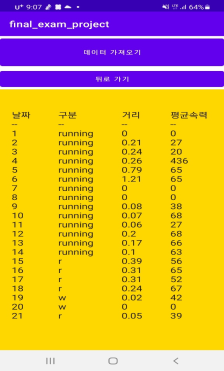 U+ 9:07 64%
final_exam_project
데이터 가져오기
뒤로 가기
날짜 구분 거리 평균속력
– – – –
1 running 0 0
2 running 0.21 27
3 running 0.24 20
4 running 0.26 436
5 running 0.79 65
6 running 1.21 65
7 running 0 0
8 running 0 0
9 running 0.08 38
10 running 0.07 68
11 running 0.06 27
12 running 0.2 68
13 running 0.17 66
14 running 0.1 63
15 r 0.39 56
16 r 0.31 65
17 r 0.31 52
18 r 0.24 67
19 w 0.02 42
20 w 0 0
21 r 0.05 39